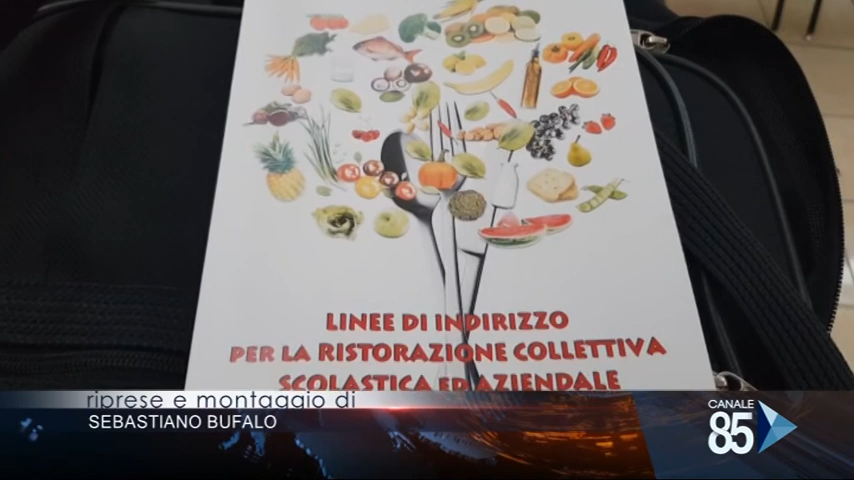 LINEE DI INDIRIZZO
PER LA RISTORAZIONE COLLETTIVA
SCOLASTICA ED AZIENDALE
riprese e montaggio di
SEBASTIANO BUFALO
CANALE
85